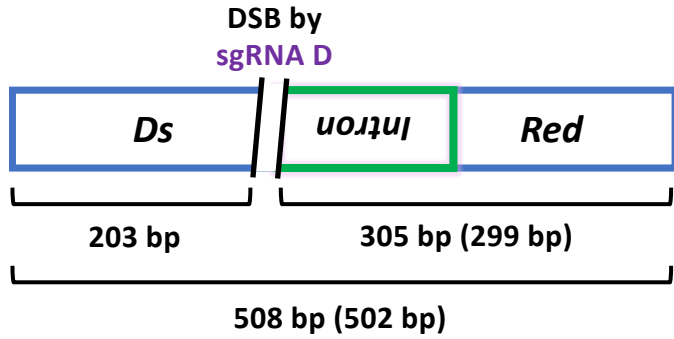 DSB by
sgRNA D
Ds
Intron
Red
203 bp
305 bp (299 bp)
508 bp (502 bp)